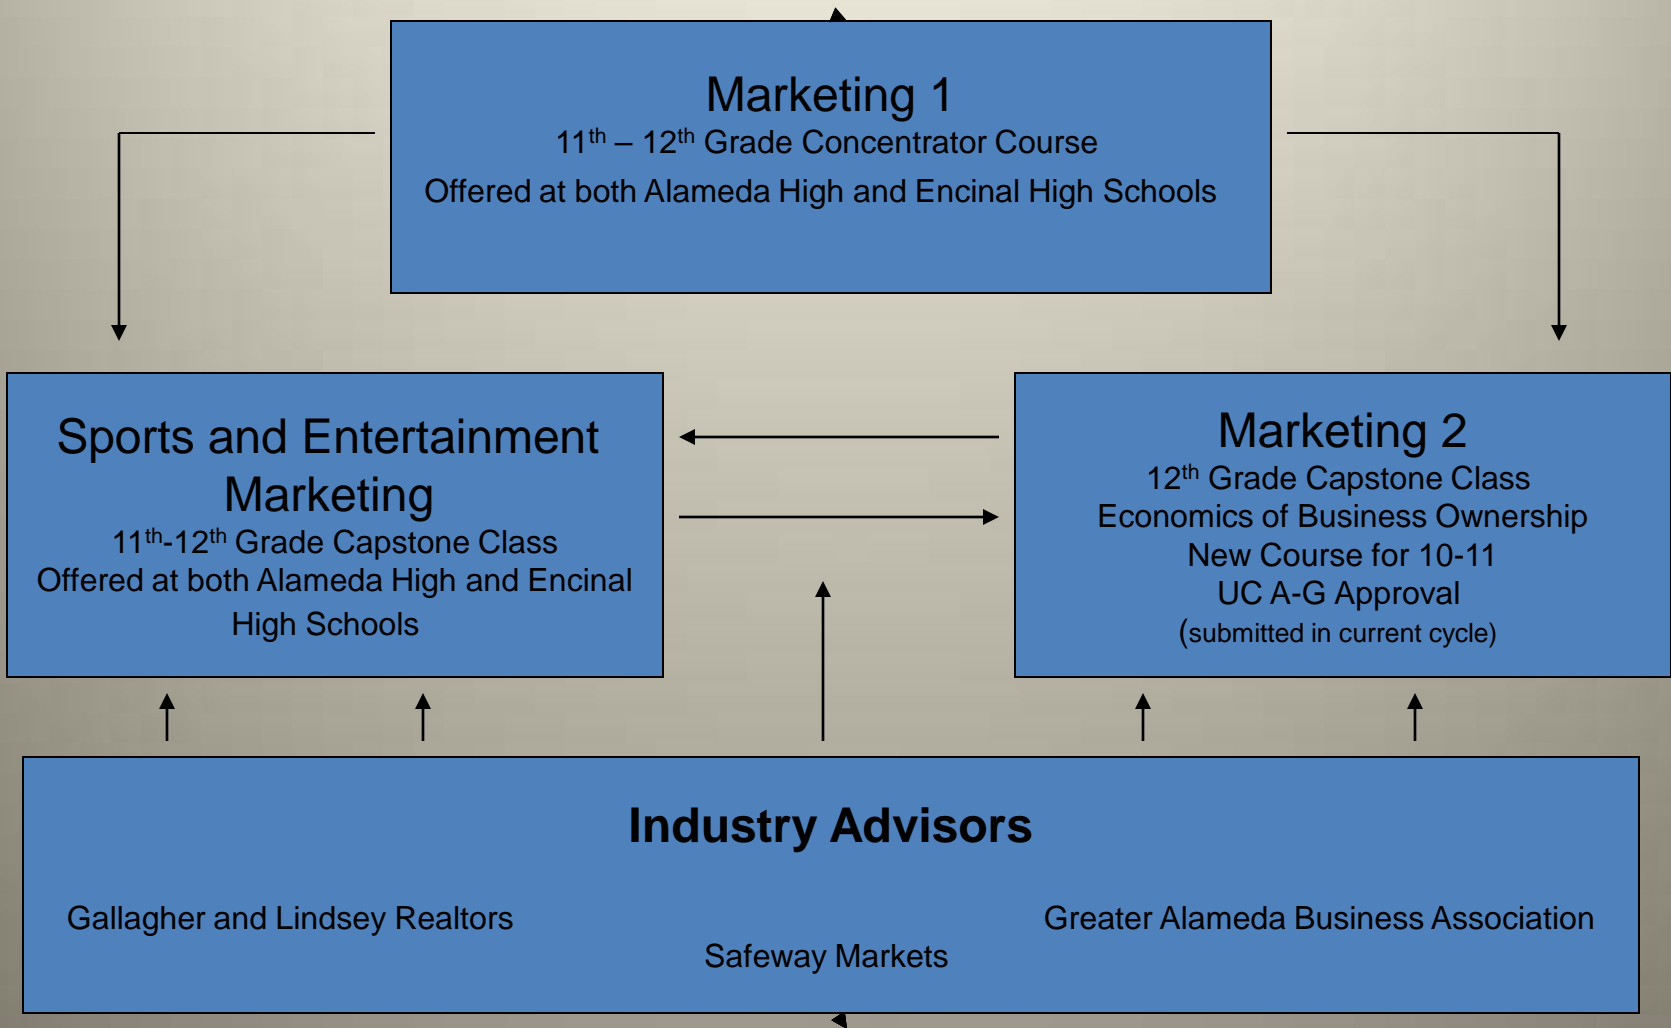 Marketing 1
11th – 12th Grade Concentrator Course
Offered at both Alameda High and Encinal High Schools
Sports and Entertainment
Marketing
11th-12th Grade Capstone Class
Offered at both Alameda High and Encinal
High Schools
Marketing 2
12th Grade Capstone Class
Economics of Business Ownership
New Course for 10-11
UC A-G Approval
(submitted in current cycle)
Industry Advisors
Gallagher and Lindsey Realtors
Safeway Markets
Greater Alameda Business Association